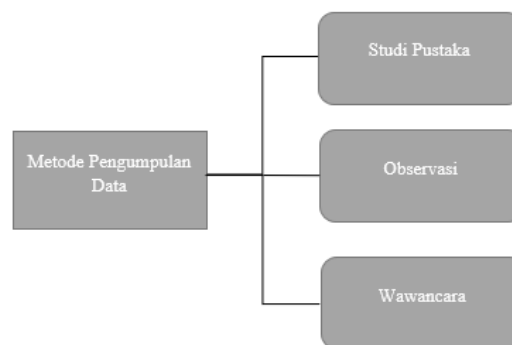 Studi Pustaka
Metode Pengumpulan
Data
Observasi
Wawancara